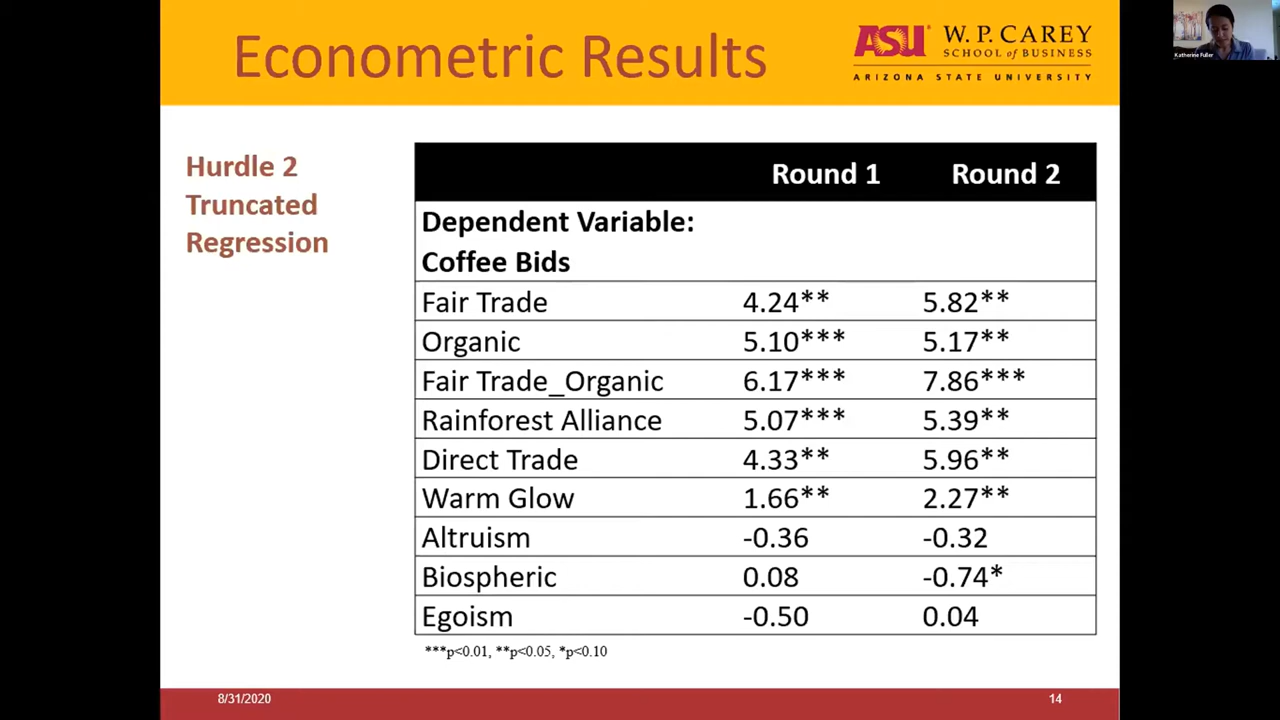 Econometric Results
ASU W. P. CAREY
SCHOOL of BUSINESS
ARIZONA STATE UNIVERSITY
Katherine Fuller
Hurdle 2
Truncated
Regression
Round 1 Round 2
Dependent Variable:
Coffee Bids
Fair Trade 4.24** 5.82**
Organic 5.10*** 5.17**
Fair Trade_Organic 6.17*** 7.86***
Rainforest Alliance 5.07*** 5.39**
Direct Trade 4.33** 5.96**
Warm Glow 1.66** 2.27**
Altruism -0.36 -0.32
Biospheric 0.08 -0.74*
Egoism -0.50 0.04
***p<0.01, **p<0.05, *p<0.10
8/31/2020 14